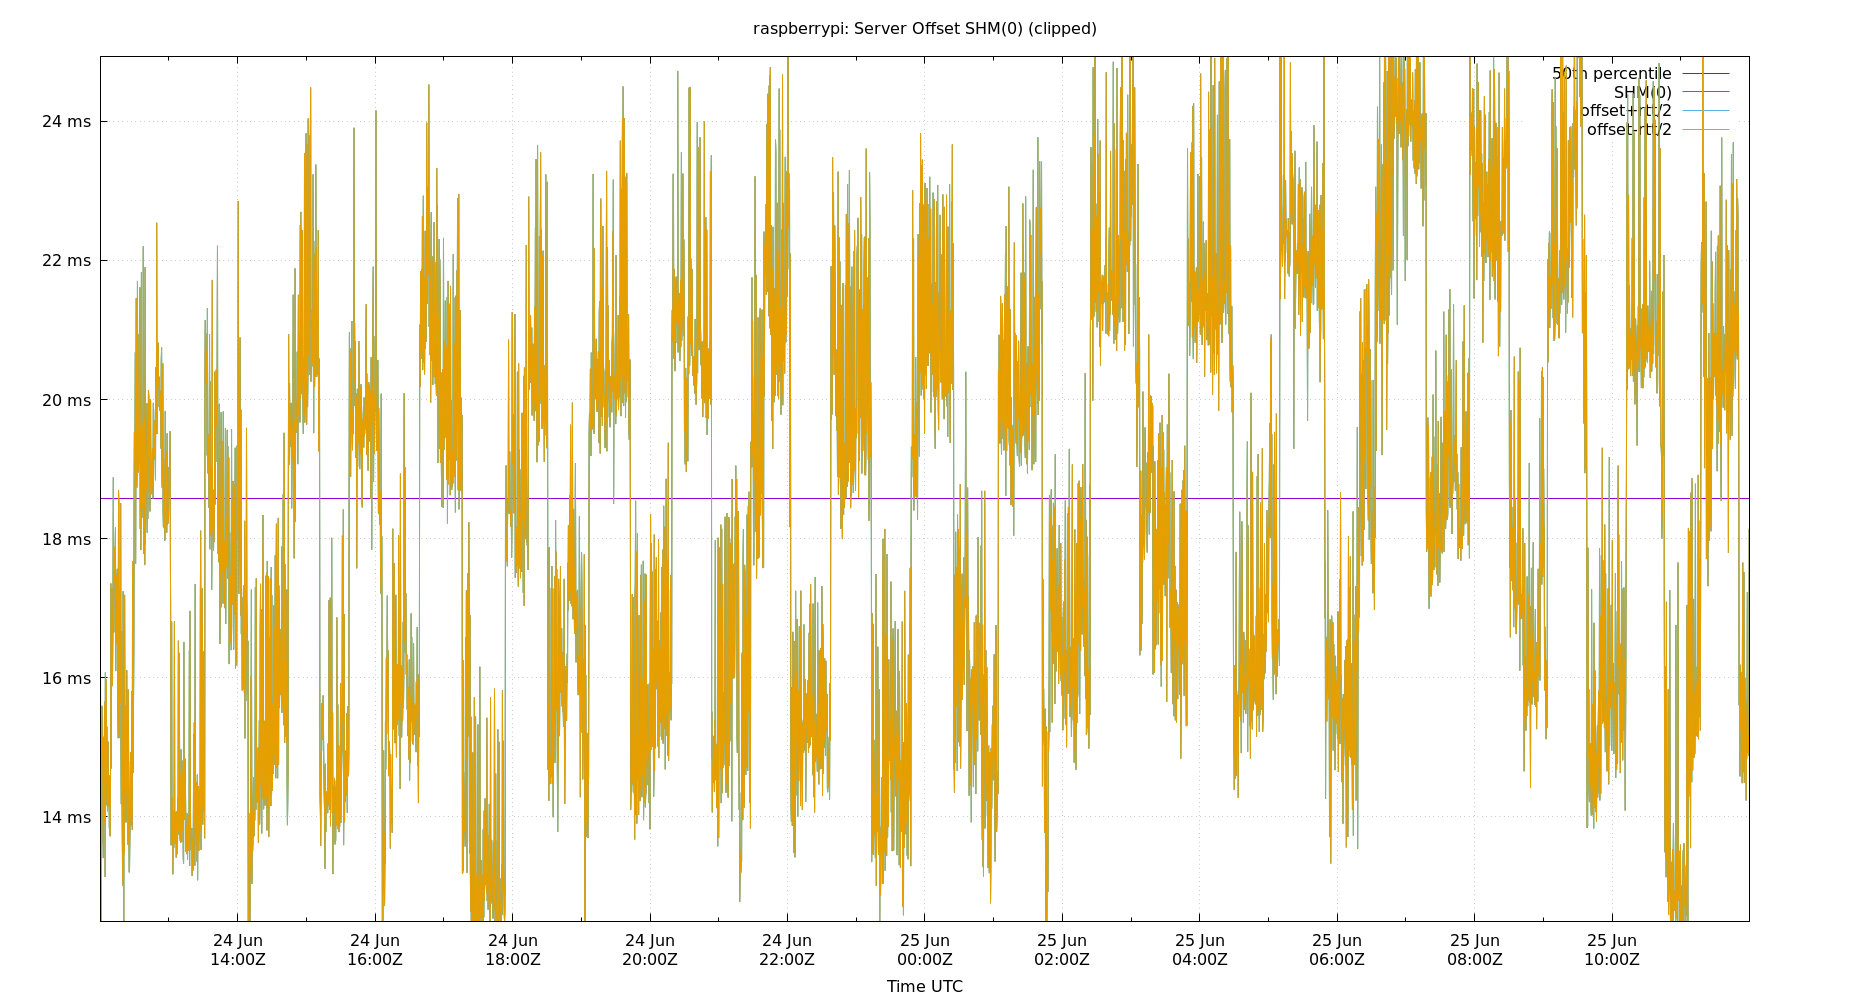 raspberrypi: Server Offset SHM(0) (clipped)
50th percentile
SHM(0)
offset+rtt/2
offset-rtt/2
24 ms
22 ms
20 ms
18 ms
16 ms
14 ms
24 Jun 24 Jun 24 Jun 24 Jun 24 Jun 25 Jun 25 Jun 25 Jun 25 Jun 25 Jun 25 Jun
14:00Z 16:00Z 18:00Z 20:00Z 22:00Z 00:00Z 02:00Z 04:00Z 06:00Z 08:00Z 10:00Z
Time UTC